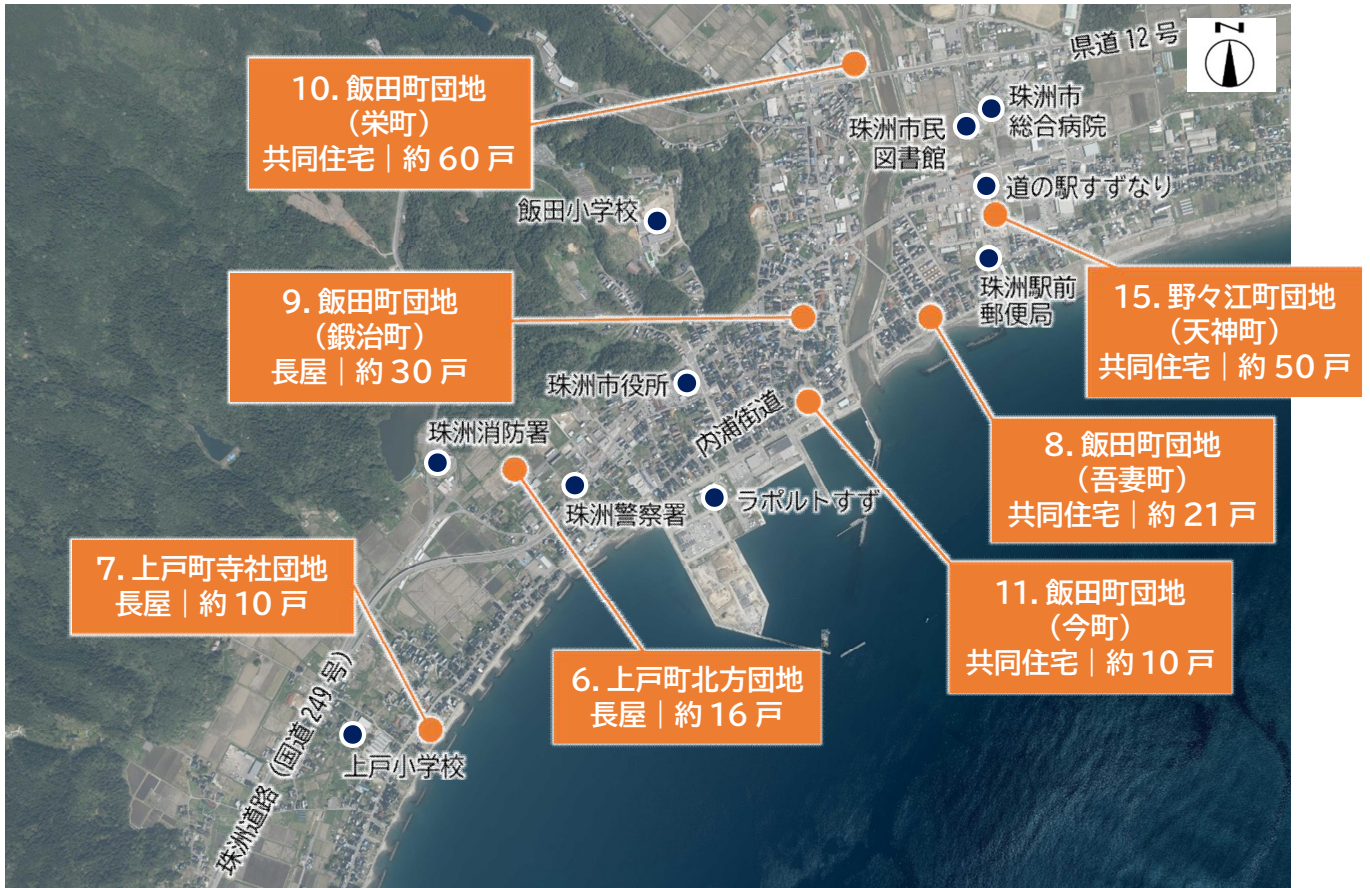 県道12号
N
10. 飯田町団地
（栄町）
共同住宅｜約60戸
珠洲市
総合病院
珠洲市民
図書館
道の駅すずなり
飯田小学校
9. 飯田町団地
（鍛治町）
長屋｜約30戸
珠洲駅前
郵便局
15. 野々江町団地
（天神町）
共同住宅｜約50戸
珠洲市役所
内浦街道
珠洲消防署
8. 飯田町団地
（吾妻町）
共同住宅｜約21戸
珠洲警察署
ラポルトすず
7. 上戸町寺社団地
長屋｜約10戸
11. 飯田町団地
（今町）
共同住宅｜約10戸
6. 上戸町北方団地
長屋｜約16戸
珠洲道路（国道249号）
上戸小学校